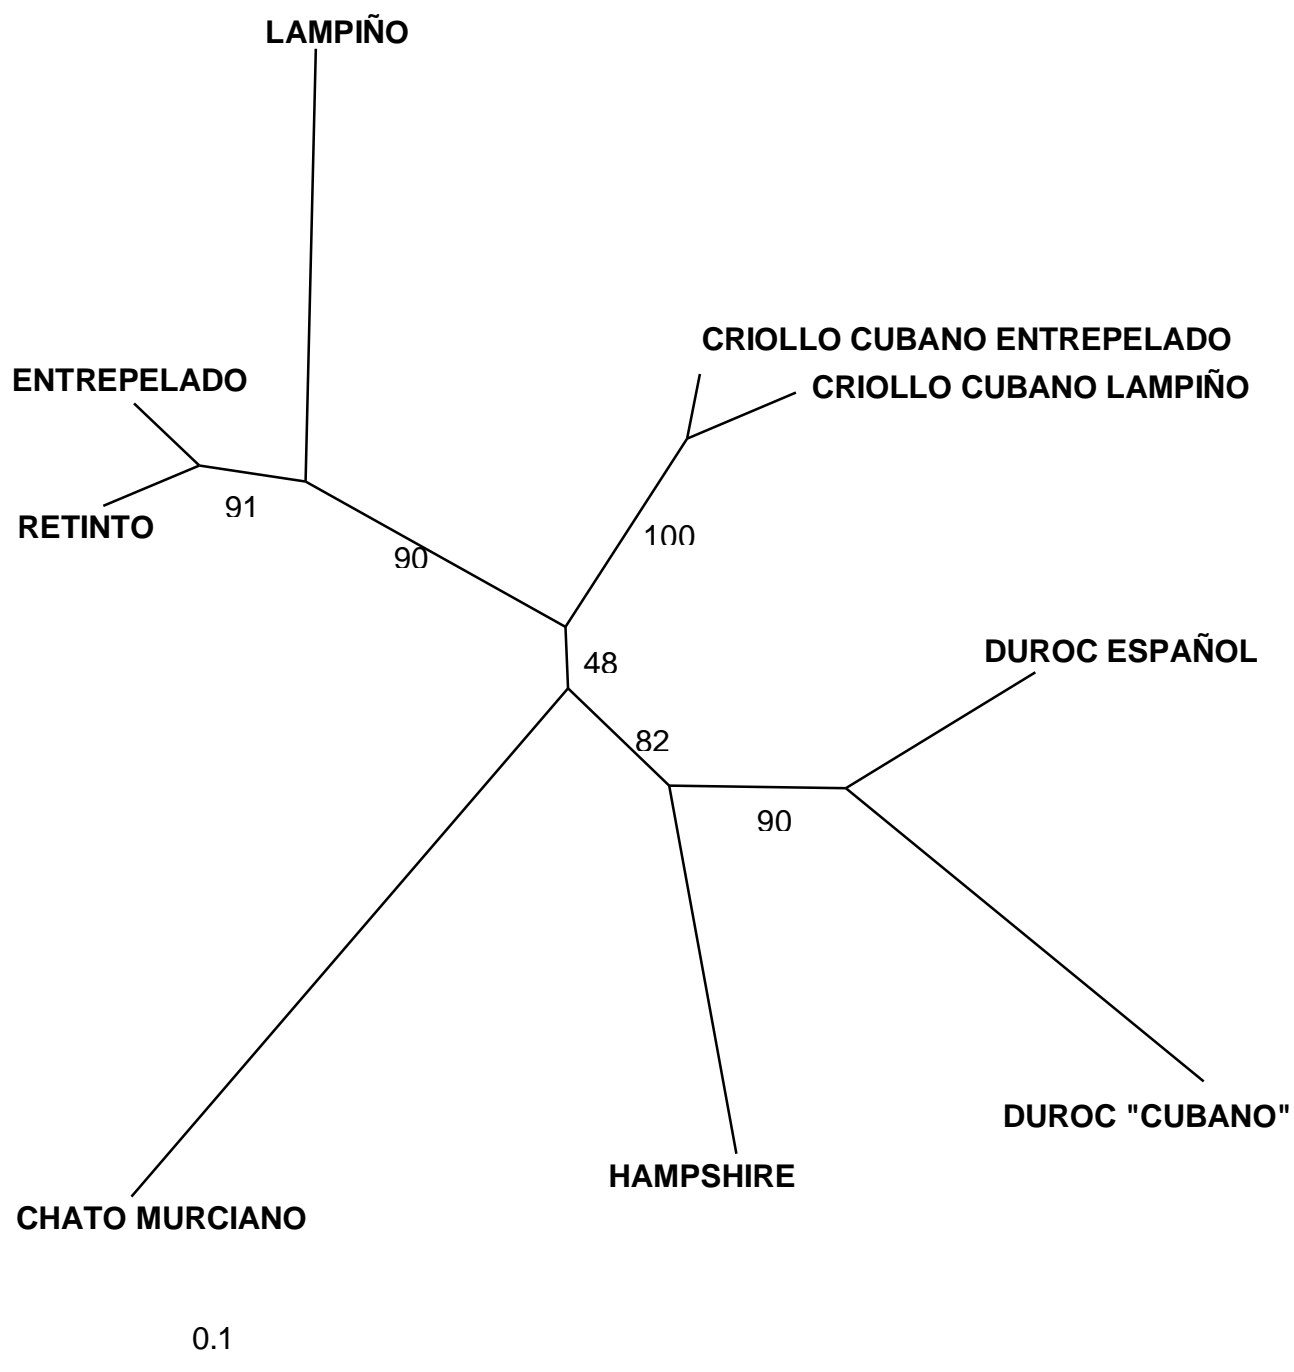 LAMPIÑO
CRIOLLO CUBANO ENTREPELADO
ENTREPELADO
CRIOLLO CUBANO LAMPIÑO
91
RETINTO
100
90
DUROC ESPAÑOL
48
82
90
DUROC "CUBANO"
HAMPSHIRE
CHATO MURCIANO
0.1